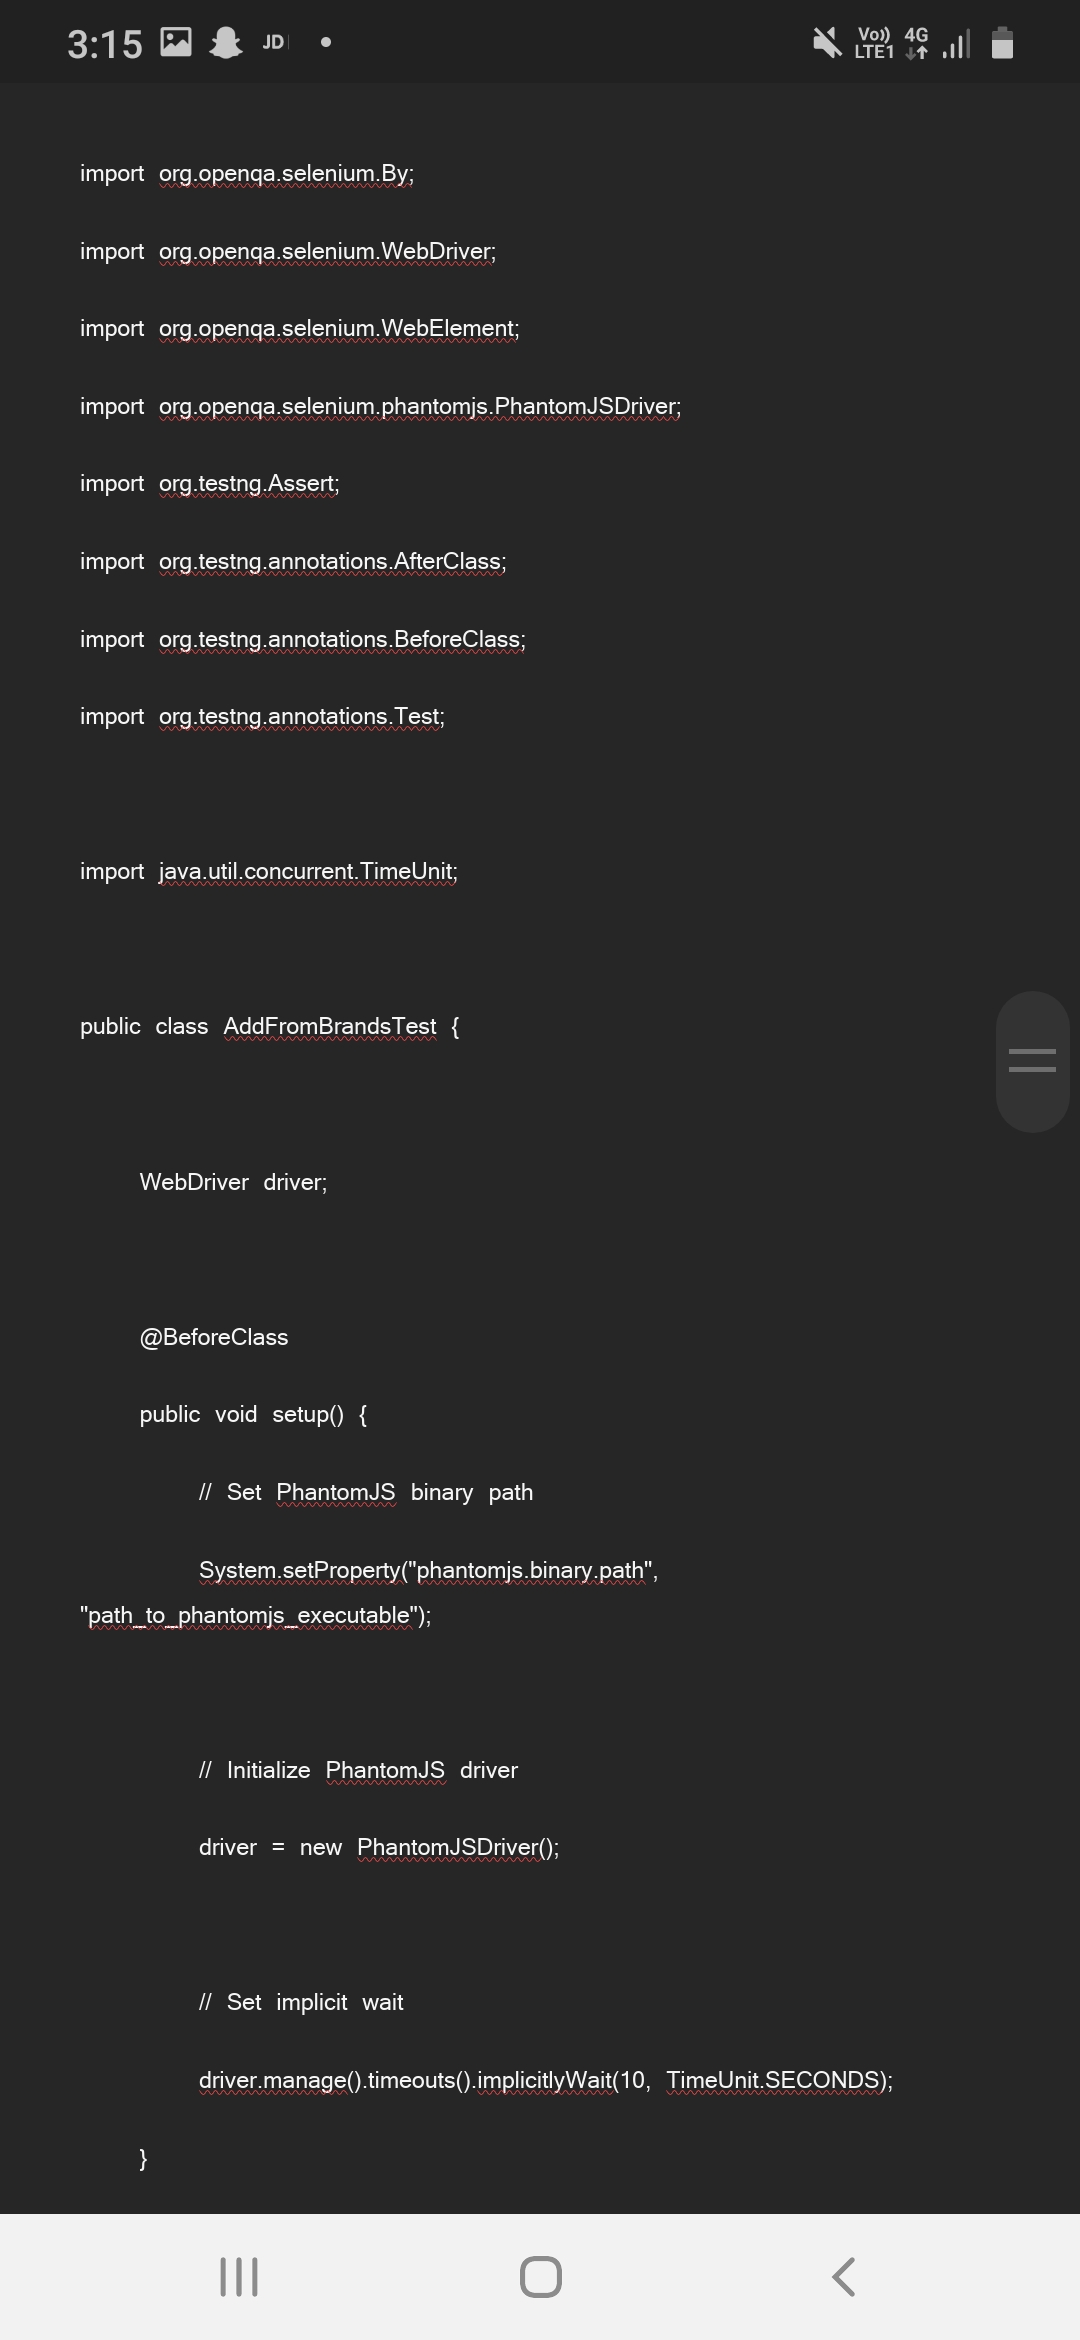 3:15 JD
Vo)) 4G
LTE1
import org.openqa.selenium.By;
import org.openqa.selenium.WebDriver;
import org.openqa.selenium.WebElement;
import org.openqa.selenium.phantomjs.PhantomJSDriver;
import org.testng.Assert;
import org.testng.annotations.AfterClass;
import org.testng.annotations.BeforeClass;
import org.testng.annotations.Test;
import java.util.concurrent.TimeUnit;
public class AddFromBrandsTest {
WebDriver driver;
@BeforeClass
public void setup() {
// Set PhantomJS binary path
System.setProperty("phantomjs.binary.path",
"path_to_phantomjs_executable");
// Initialize PhantomJS driver
driver = new PhantomJSDriver();
// Set implicit wait
driver.manage().timeouts().implicitlyWait(10, TimeUnit.SECONDS);
}